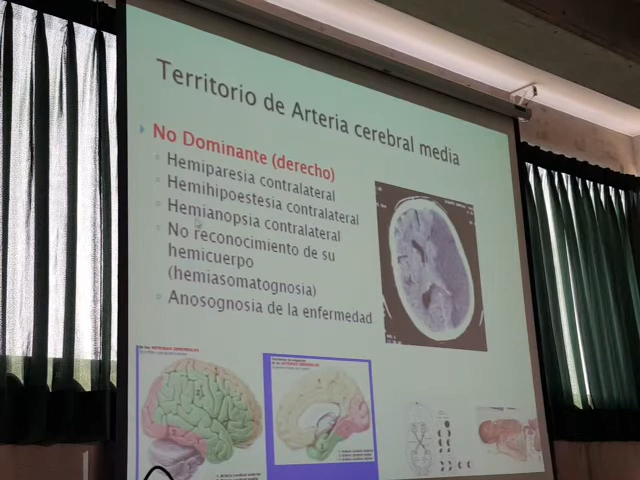 Territorio de Arteria cerebral media
No Dominante (derecho)
Hemiparesia contralateral
Hemihipoestesia contralateral
Hemianopsia contralateral
No reconocimiento de su
hemicuerpo
(hemiasomatognosia)
Anosognosia de la enfermedad